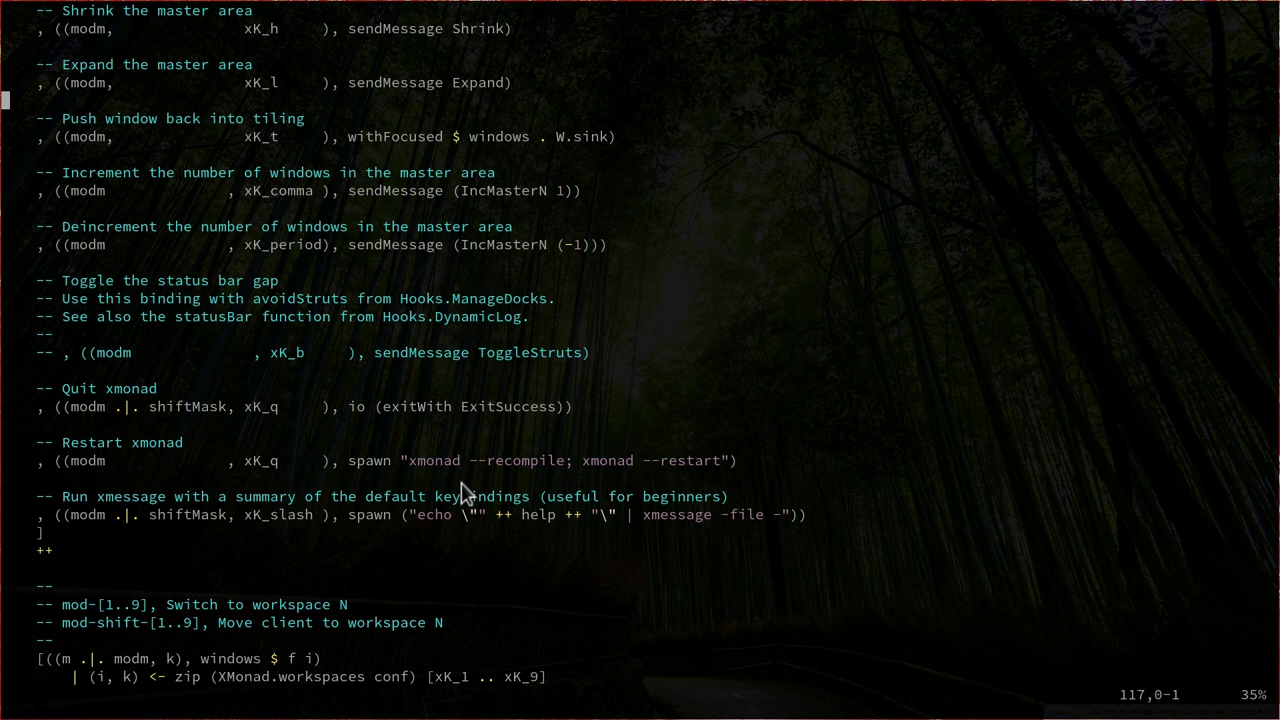 -- Shrink the master area
, ((modm,               xK_h     ), sendMessage Shrink)
-- Expand the master area
, ((modm,               xK_l     ), sendMessage Expand)
-- Push window back into tiling
, ((modm,               xK_t     ), withFocused $ windows . W.sink)
-- Increment the number of windows in the master area
, ((modm              , xK_comma ), sendMessage (IncMasterN 1))
-- Deincrement the number of windows in the master area
, ((modm              , xK_period), sendMessage (IncMasterN (-1)))
-- Toggle the status bar gap
-- Use this binding with avoidStruts from Hooks.ManageDocks.
-- See also the statusBar function from Hooks.DynamicLog.
--
-- , ((modm              , xK_b     ), sendMessage ToggleStruts)
-- Quit xmonad
, ((modm .|. shiftMask, xK_q     ), io (exitWith ExitSuccess))
-- Restart xmonad
, ((modm              , xK_q     ), spawn "xmonad --recompile; xmonad --restart")
-- Run xmessage with a summary of the default keybindings (useful for beginners)
, ((modm .|. shiftMask, xK_slash ), spawn ("echo \"" ++ help ++ "\" | xmessage -file -"))
]
++
--
-- mod-[1..9], Switch to workspace N
-- mod-shift-[1..9], Move client to workspace N
--
[((m .|. modm, k), windows $ f i)
    | (i, k) <- zip (XMonad.workspaces conf) [xK_1 .. xK_9]
117,0-1       35%